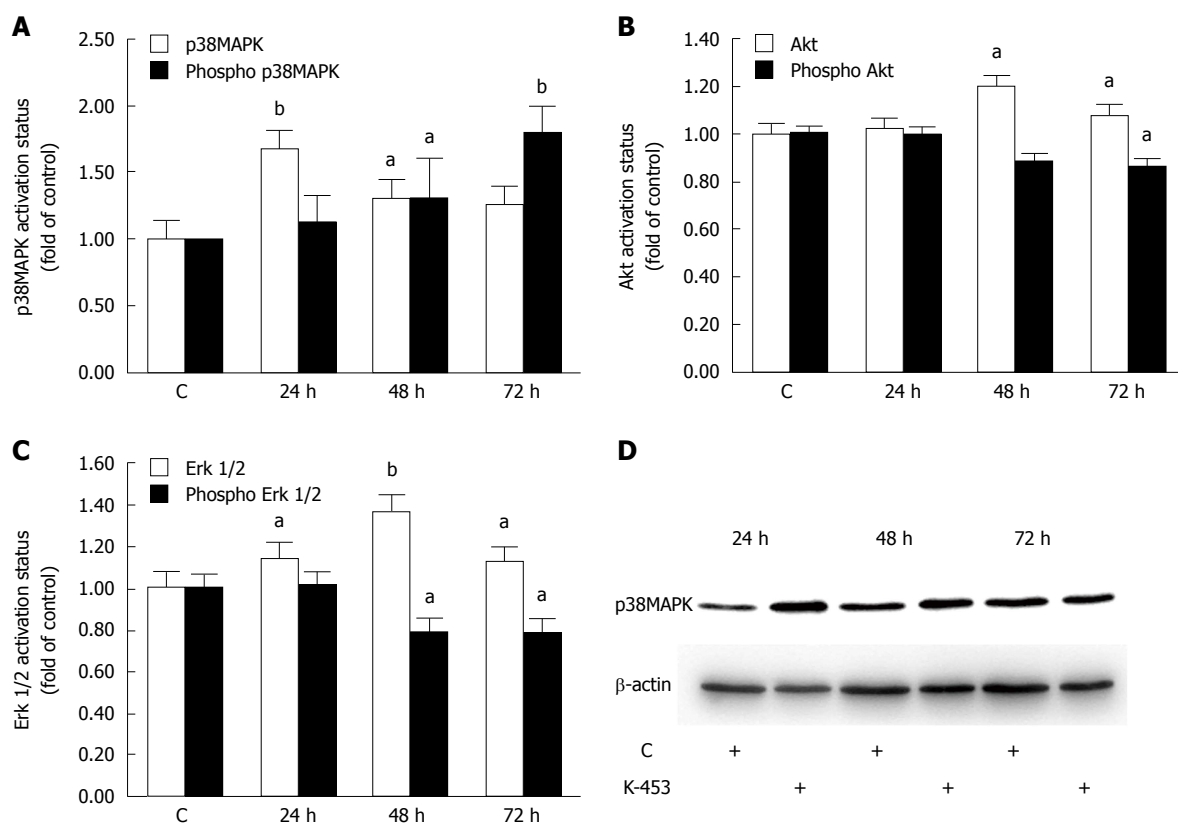 A
p38MAPK
Phospho p38MAPK
b
a
a
b
2.50
2.00
1.50
1.00
1.50
0.00
p38MAPK activation status
(fold of control)
C 24 h 48 h 72 h
B
Akt
Phospho Akt
a
a
a
1.40
1.20
1.00
0.80
0.60
0.40
0.20
0.00
Akt activation status
(fold of control)
C 24 h 48 h 72 h
C
Erk 1/2
Phospho Erk 1/2
a
b
a
a
a
1.60
1.40
1.20
1.00
0.80
0.60
0.40
0.20
0.00
Erk 1/2 activation status
(fold of control)
C 24 h 48 h 72 h
D
24 h 48 h 72 h
p38MAPK
β-actin
C + + +
K-453 + + +